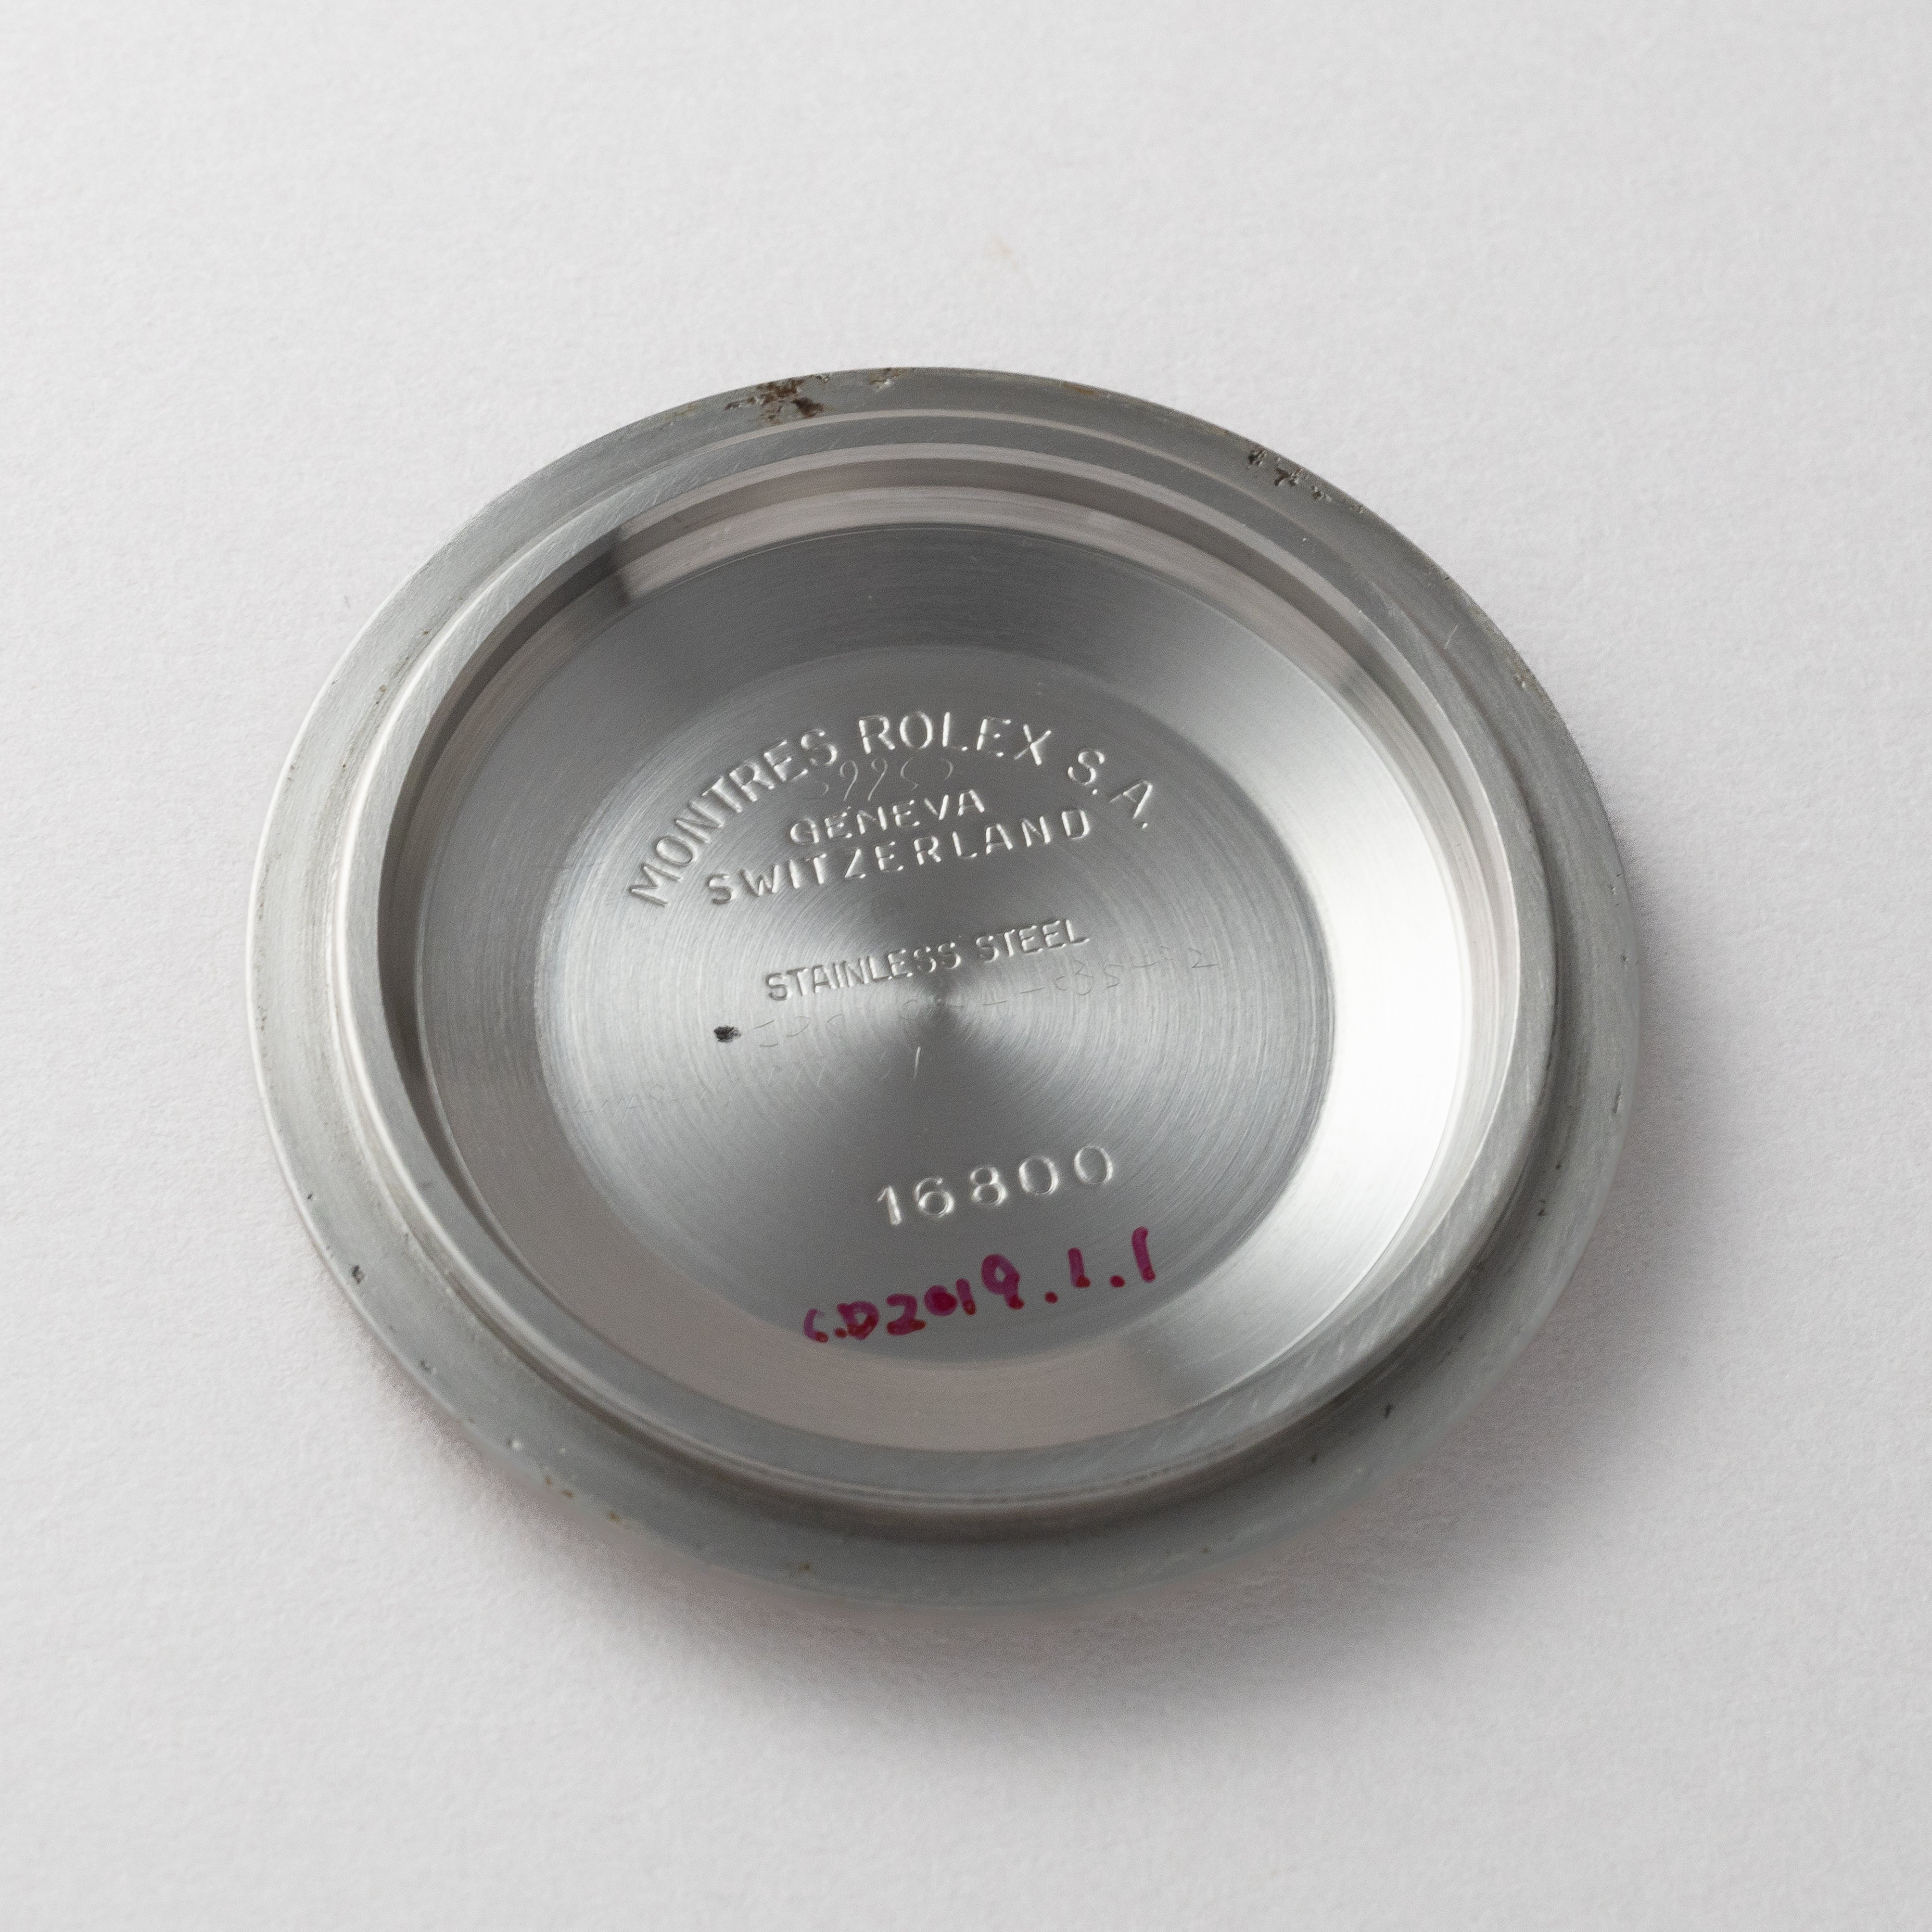 MONTRES ROLEX S.A.
GENEVA
SWITZERLAND
STAINLESS STEEL
16800
C.D2019.1.1